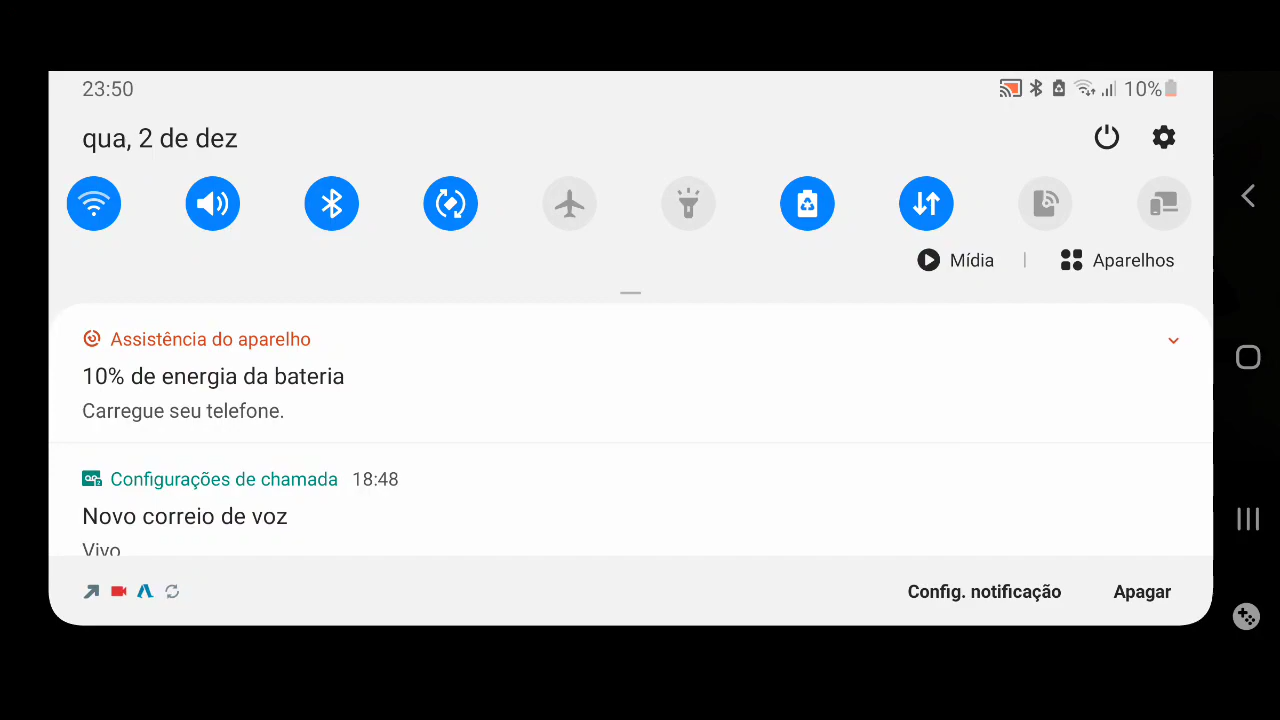 23:50
10%
qua, 2 de dez
Mídia | Aparelhos
Assistência do aparelho
10% de energia da bateria
Carregue seu telefone.
Configurações de chamada 18:48
Novo correio de voz
Vivo
Config. notificação
Apagar